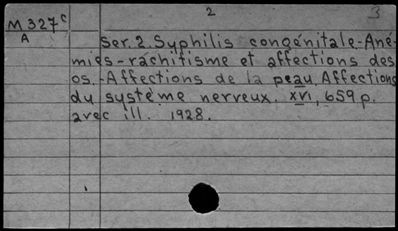 2
3
M 327c
A
Ser. 2. Syphilis congénitale.-Ané-
mies-rachitisme et affections des
os.-Affections de la peau. Affections
du système nerveux. XVI, 659 p.
avec ill. 1928.